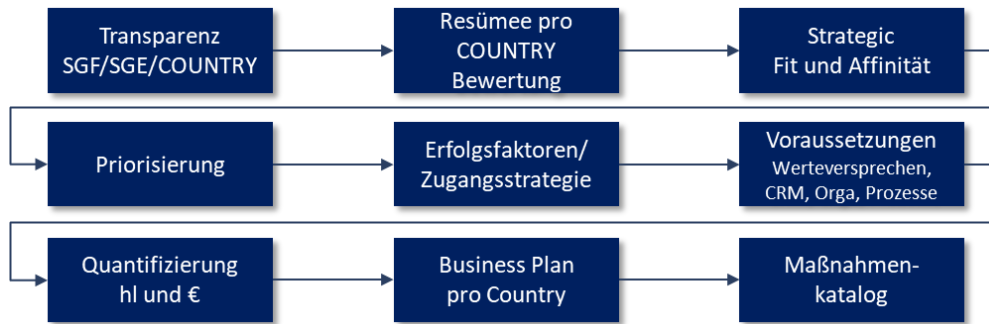 Transparenz
SGF/SGE/COUNTRY
Resümee pro
COUNTRY
Bewertung
Strategic
Fit und Affinität
Priorisierung
Erfolgsfaktoren/
Zugangsstrategie
Voraussetzungen
Werteversprechen,
CRM, Orga, Prozesse
Quantifizierung
hl und €
Business Plan
pro Country
Maßnahmen-
katalog